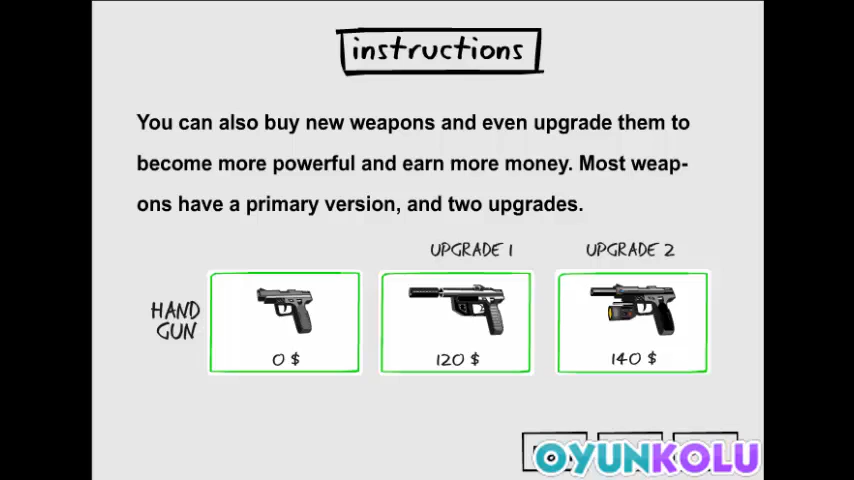 instructions
You can also buy new weapons and even upgrade them to
become more powerful and earn more money. Most weap-
ons have a primary version, and two upgrades.
UPGRADE 1 UPGRADE 2
HAND
GUN
0 $ 120 $ 140 $
OYUNKOLU